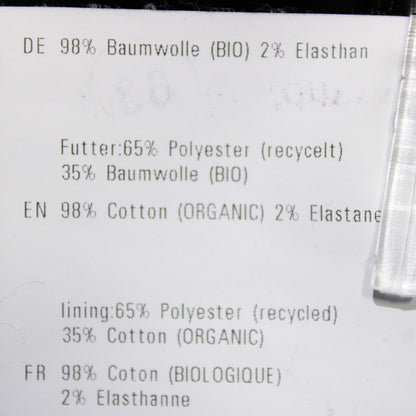 DE 98% Baumwolle (BIO) 2% Elasthan
Futter:65% Polyester (recycelt)
35% Baumwolle (BIO)
EN 98% Cotton (ORGANIC) 2% Elastane
lining:65% Polyester (recycled)
35% Cotton (ORGANIC)
FR 98% Coton (BIOLOGIQUE)
2% Elasthanne